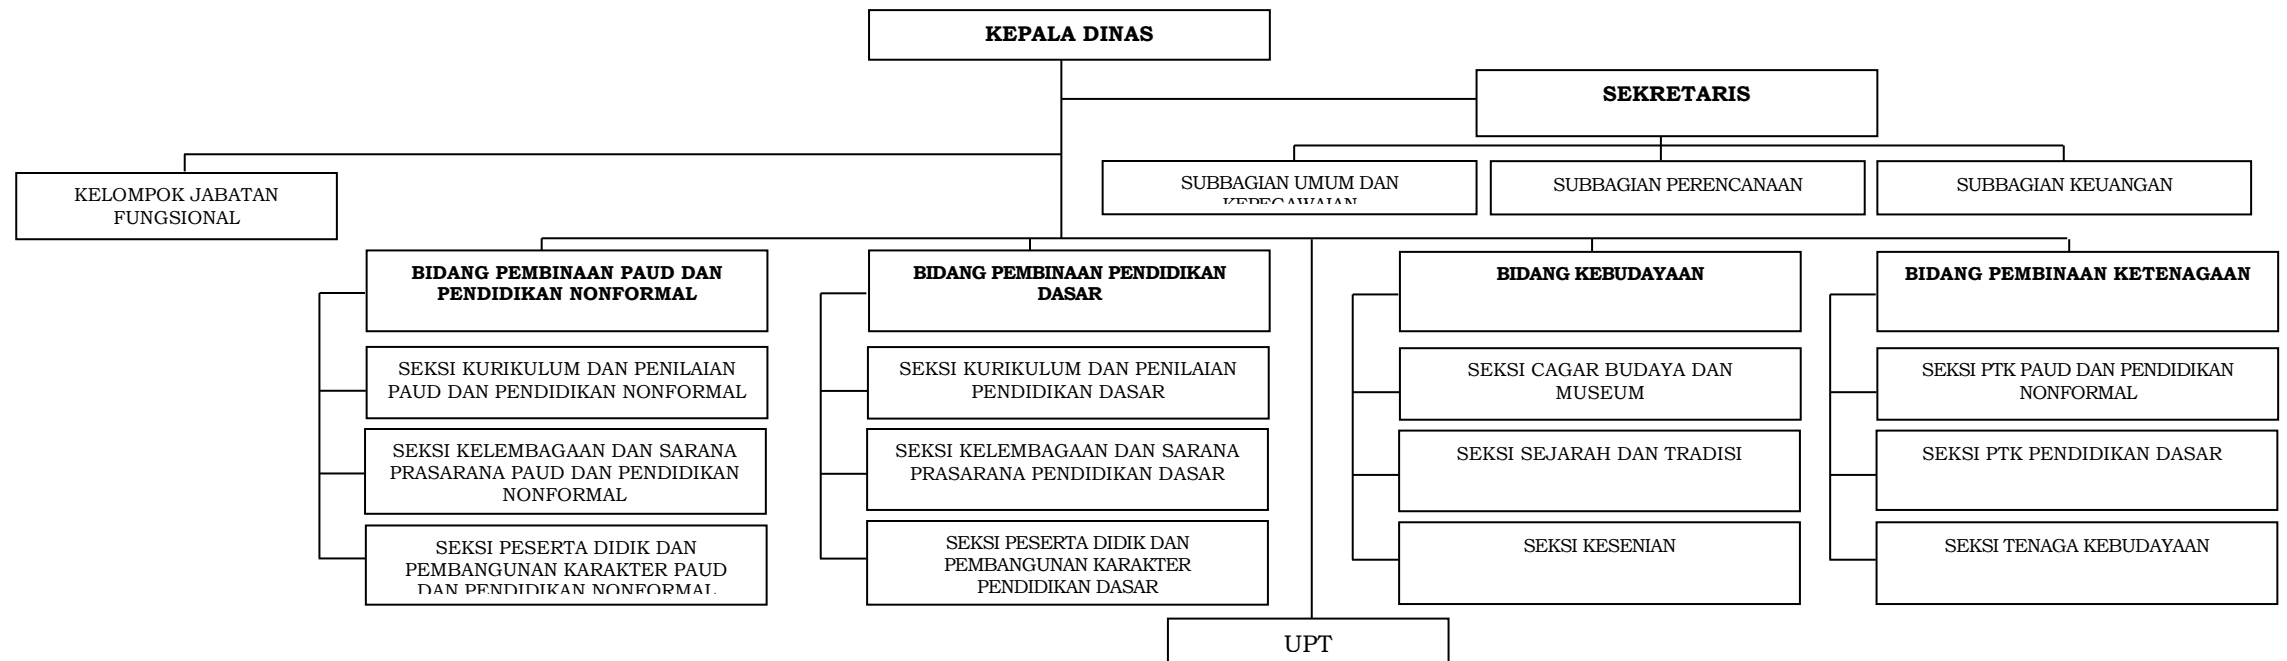 KEPALA DINAS
SEKRETARIS
KELOMPOK JABATAN
FUNGSIONAL
SUBBAGIAN UMUM DAN
KEPEGAWAIAN
SUBBAGIAN PERENCANAAN
SUBBAGIAN KEUANGAN
BIDANG PEMBINAAN PAUD DAN
PENDIDIKAN NONFORMAL
SEKSI KURIKULUM DAN PENILAIAN
PAUD DAN PENDIDIKAN NONFORMAL
SEKSI KELEMBAGAAN DAN SARANA
PRASARANA PAUD DAN PENDIDIKAN
NONFORMAL
SEKSI PESERTA DIDIK DAN
PEMBANGUNAN KARAKTER PAUD
DAN PENDIDIKAN NONFORMAL
BIDANG PEMBINAAN PENDIDIKAN
DASAR
SEKSI KURIKULUM DAN PENILAIAN
PENDIDIKAN DASAR
SEKSI KELEMBAGAAN DAN SARANA
PRASARANA PENDIDIKAN DASAR
SEKSI PESERTA DIDIK DAN
PEMBANGUNAN KARAKTER
PENDIDIKAN DASAR
BIDANG KEBUDAYAAN
SEKSI CAGAR BUDAYA DAN
MUSEUM
SEKSI SEJARAH DAN TRADISI
SEKSI KESENIAN
BIDANG PEMBINAAN KETENAGAAN
SEKSI PTK PAUD DAN PENDIDIKAN
NONFORMAL
SEKSI PTK PENDIDIKAN DASAR
SEKSI TENAGA KEBUDAYAAN
UPT